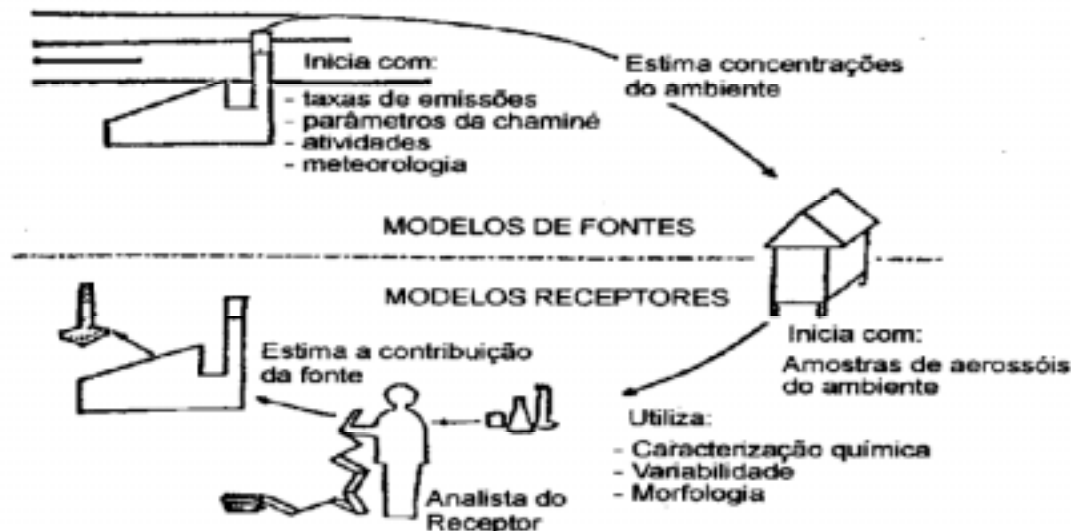 Inicia com:
- taxas de emissões
- parâmetros da chaminé
- atividades
- meteorologia
Estima concentrações
do ambiente
MODELOS DE FONTES
MODELOS RECEPTORES
Inicia com:
Amostras de aerossóis
do ambiente
Utiliza:
- Caracterização química
- Variabilidade
- Morfologia
Estima a contribuição
da fonte
Analista do
Receptor